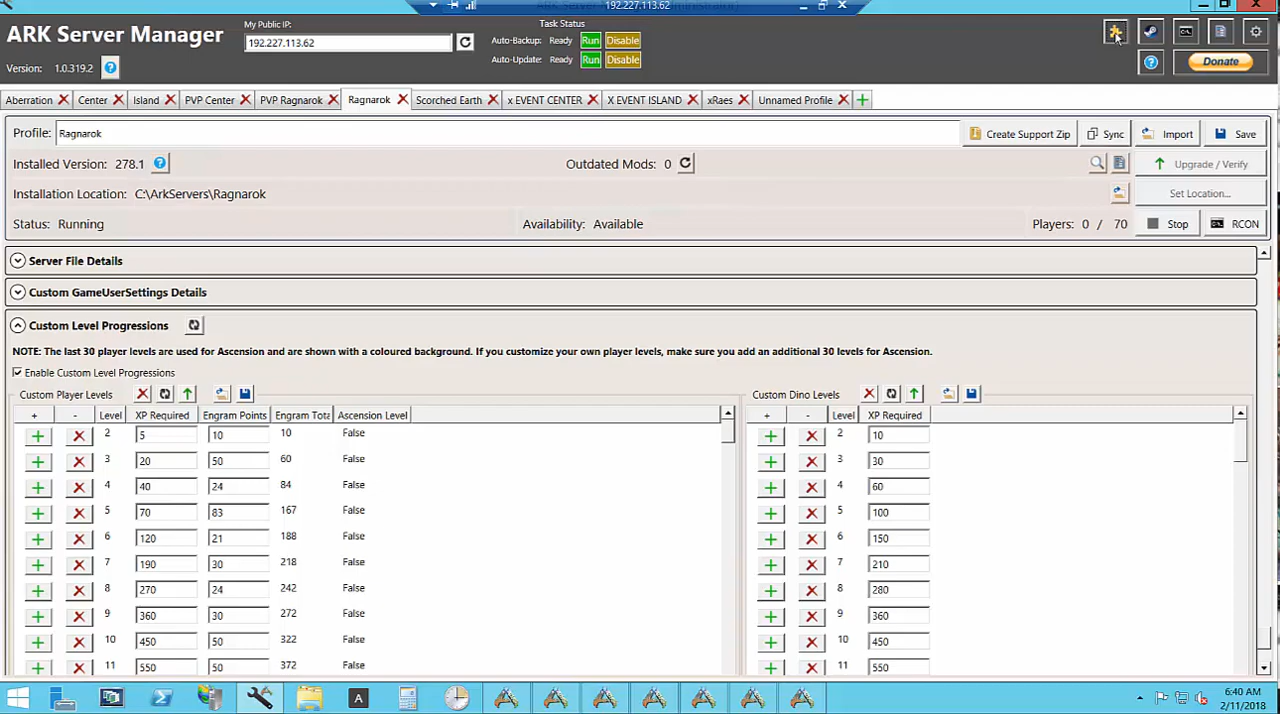 192.227.113.62
ARK Server Manager
Version: 1.0.319.2
My Public IP:
192.227.113.62
Task Status
Auto-Backup: Ready Run Disable
Auto-Update: Ready Run Disable
Donate
Aberration Center Island PVP Center PVP Ragnarok Ragnarok Scorched Earth x EVENT CENTER X EVENT ISLAND xRaes Unnamed Profile
Profile: Ragnarok Create Support Zip Sync Import Save
Installed Version: 278.1 Outdated Mods: 0 Upgrade / Verify
Installation Location: C:\ArkServers\Ragnarok Set Location...
Status: Running Availability: Available Players: 0 / 70 Stop RCON
Server File Details
Custom GameUserSettings Details
Custom Level Progressions
NOTE: The last 30 player levels are used for Ascension and are shown with a coloured background. If you customize your own player levels, make sure you add an additional 30 levels for Ascension.
Enable Custom Level Progressions
Custom Player Levels Custom Dino Levels
+ - Level XP Required Engram Points Engram Tota Ascension Level + - Level XP Required
2 5 10 10 False 2 10
3 20 50 60 False 3 30
4 40 24 84 False 4 60
5 70 83 167 False 5 100
6 120 21 188 False 6 150
7 190 30 218 False 7 210
8 270 24 242 False 8 280
9 360 30 272 False 9 360
10 450 50 322 False 10 450
11 550 50 372 False 11 550
6:40 AM
2/11/2018